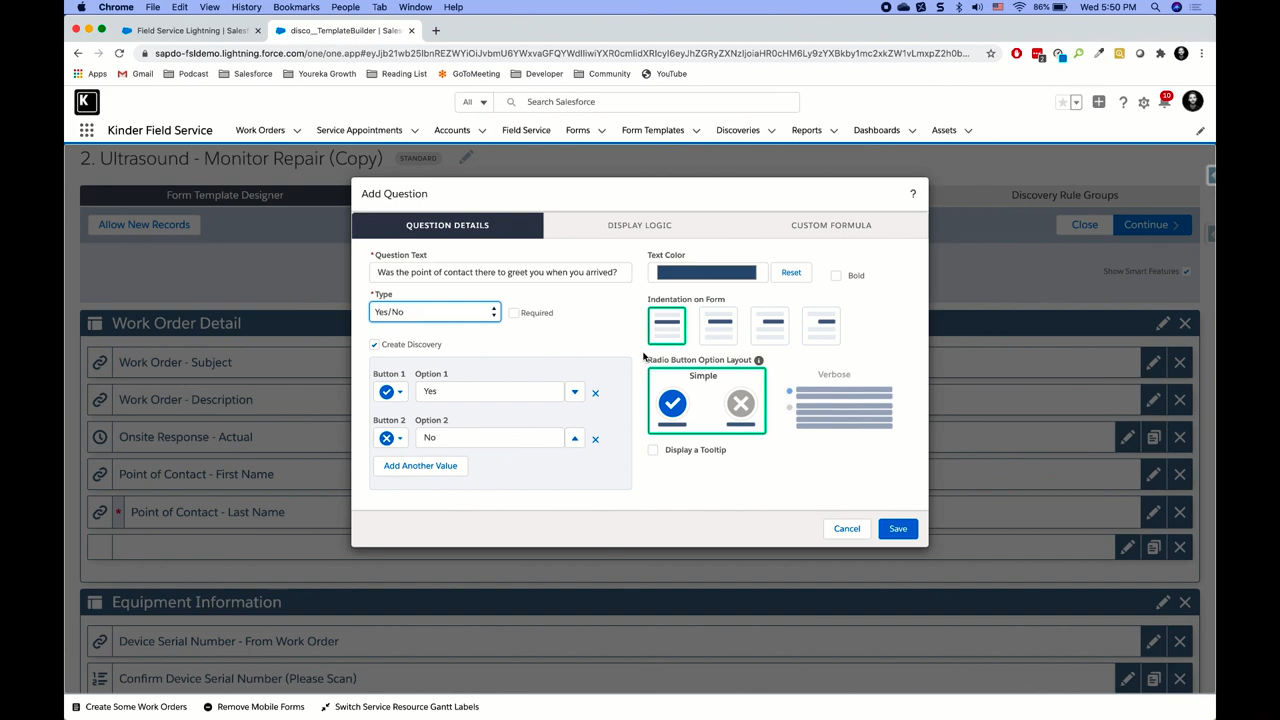 Chrome File Edit View History Bookmarks People Tab Window Help 86% Wed 5:50 PM
Field Service Lightning | Sales! disco__TemplateBuilder | Sales
Apps Gmail Podcast Salesforce Youreka Growth Reading List GoToMeeting Developer Community YouTube
K All Search Salesforce 10
Kinder Field Service Work Orders Service Appointments Accounts Field Service Forms Form Templates Discoveries Reports Dashboards Assets
2. Ultrasound - Monitor Repair (Copy) STANDARD
Form Template Designer Discovery Rule Groups
Allow New Records Close Continue
Show Smart Features
Add Question ?
QUESTION DETAILS DISPLAY LOGIC CUSTOM FORMULA
* Question Text Text Color
Was the point of contact there to greet you when you arrived? Reset Bold
* Type Indentation on Form
Yes/No Required
Create Discovery
Radio Button Option Layout
Button 1 Option 1 Simple Verbose
Yes
Button 2 Option 2
No
Display a Tooltip
Add Another Value
Cancel Save
Work Order Detail
Work Order - Subject
Work Order - Description
Onsite Response - Actual
Point of Contact - First Name
* Point of Contact - Last Name
Equipment Information
Device Serial Number - From Work Order
Confirm Device Serial Number (Please Scan)
Create Some Work Orders Remove Mobile Forms Switch Service Resource Gantt Labels